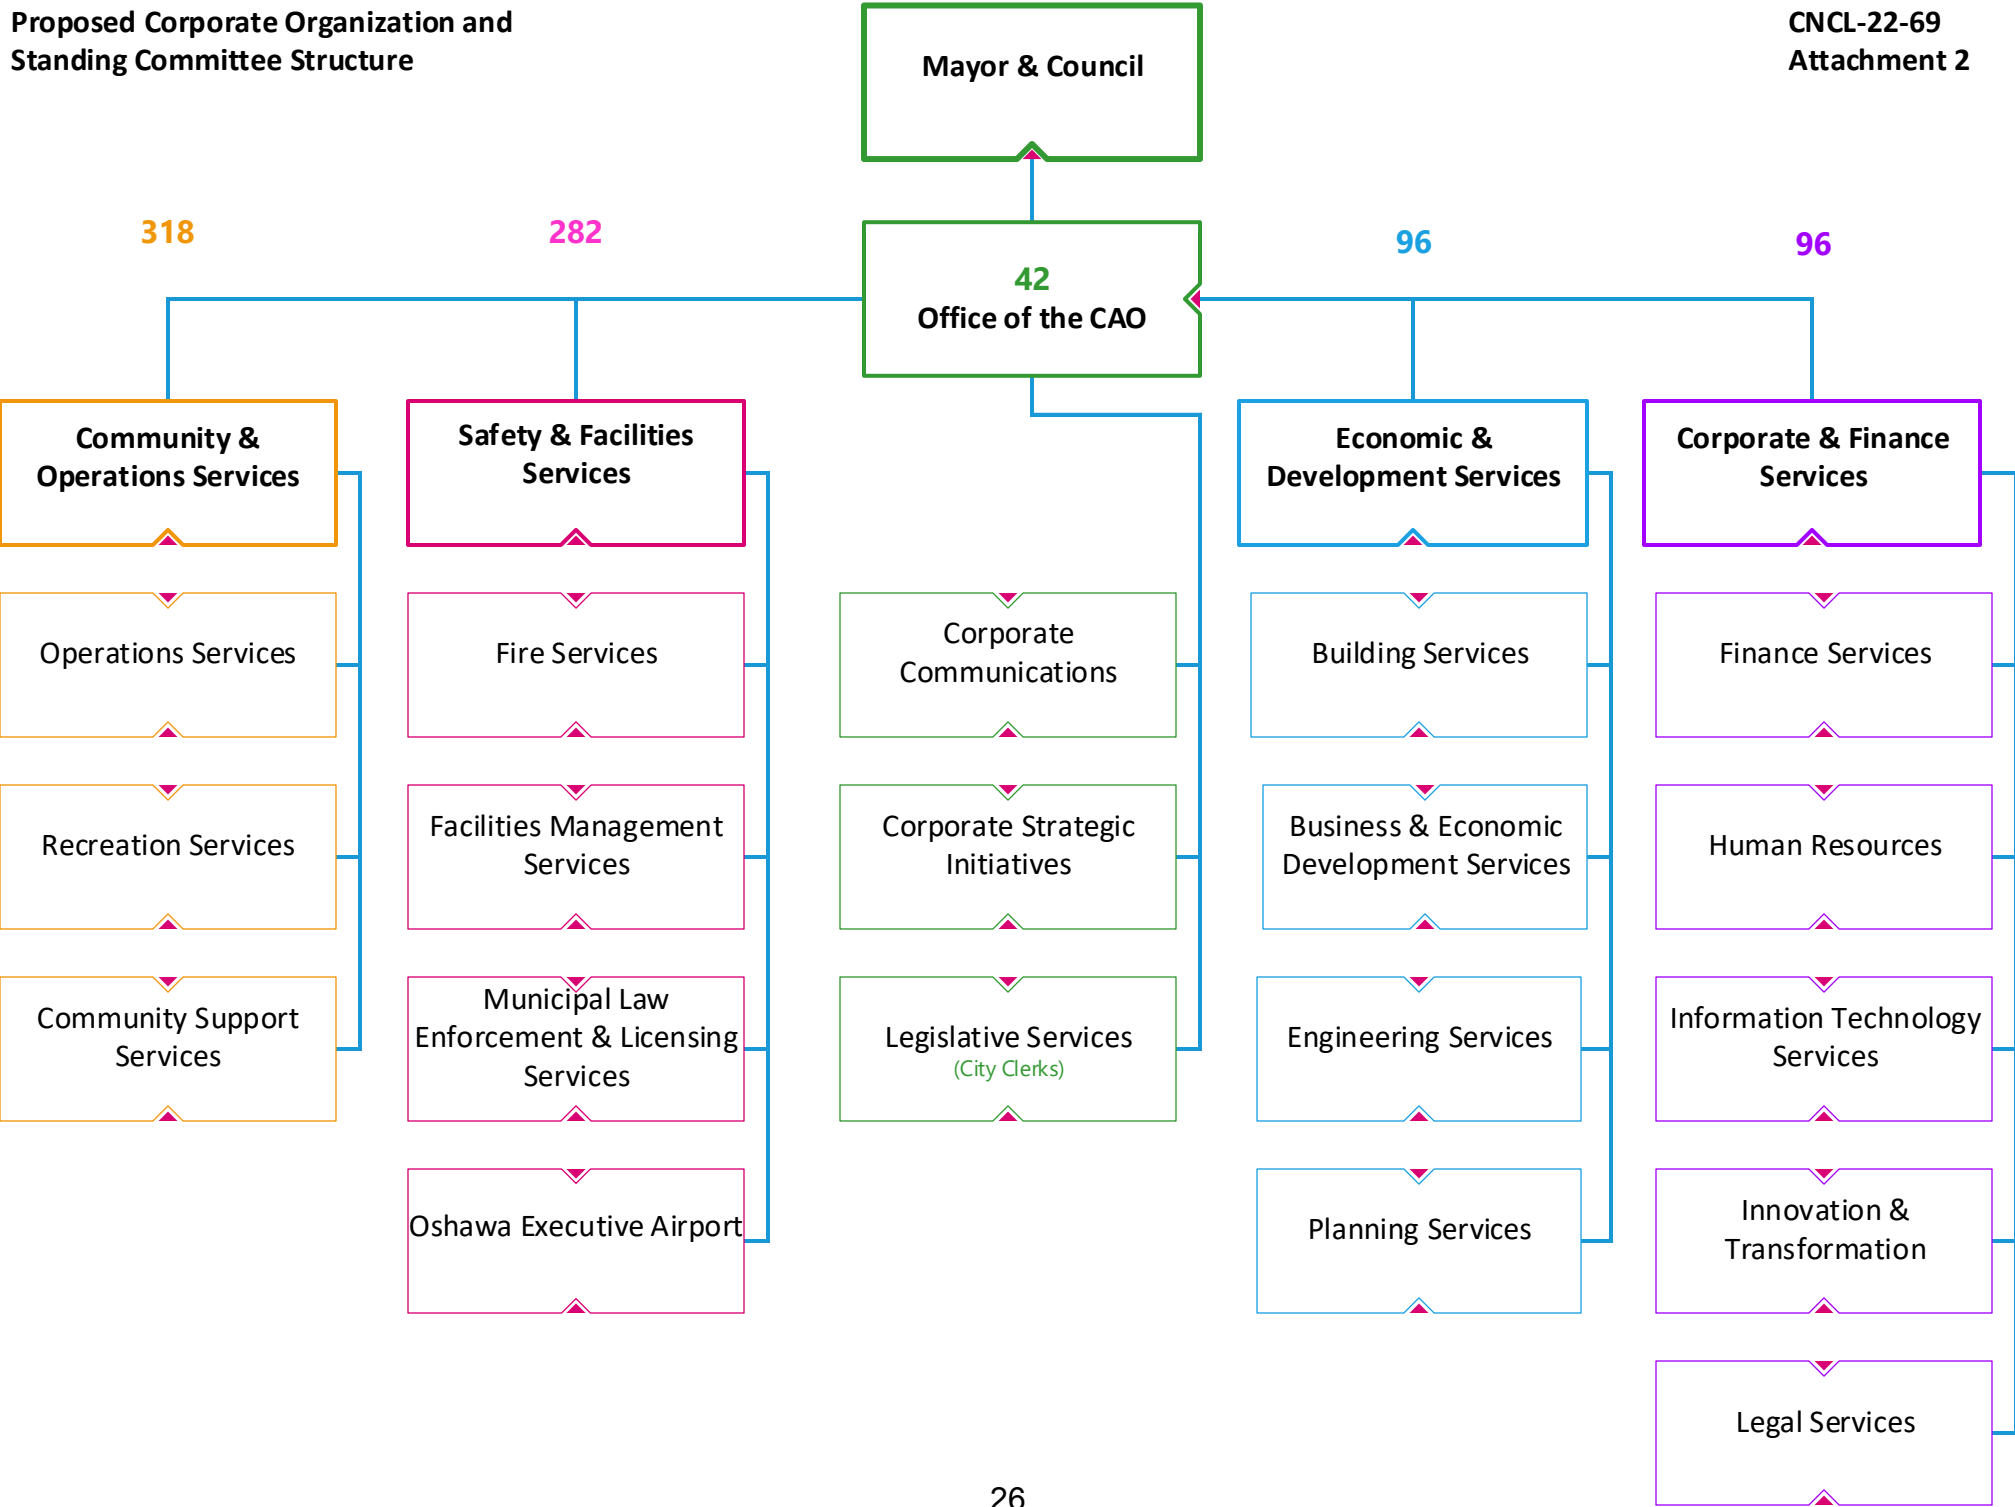 Proposed Corporate Organization and
Standing Committee Structure
CNCL-22-69
Attachment 2
Mayor & Council
318
282
42
Office of the CAO
96
96
Community &
Operations Services
Operations Services
Recreation Services
Community Support
Services
Safety & Facilities
Services
Fire Services
Facilities Management
Services
Municipal Law
Enforcement & Licensing
Services
Oshawa Executive Airport
Corporate
Communications
Corporate Strategic
Initiatives
Legislative Services
(City Clerks)
Economic &
Development Services
Building Services
Business & Economic
Development Services
Engineering Services
Planning Services
Corporate & Finance
Services
Finance Services
Human Resources
Information Technology
Services
Innovation &
Transformation
Legal Services
26